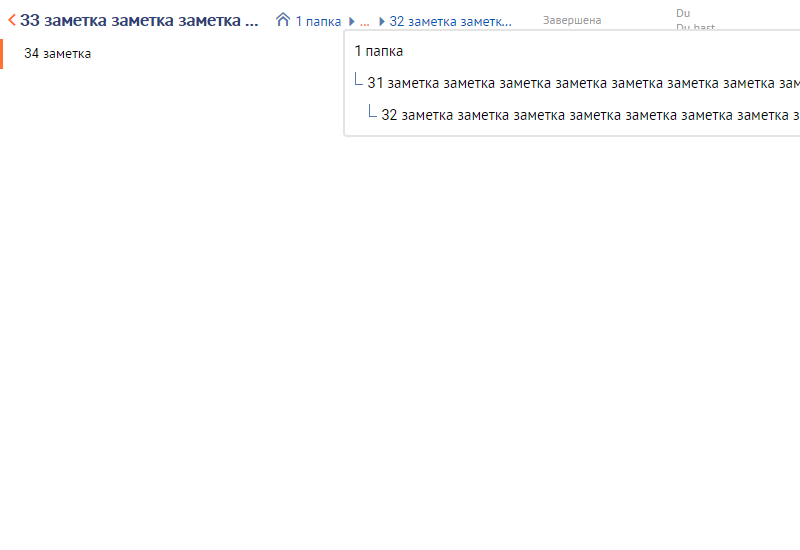 33 заметка заметка заметка ... 1 папка ... 32 заметка заметк... Завершена Du
Du hast
34 заметка
1 папка
31 заметка заметка заметка заметка заметка заметка заметка
32 заметка заметка заметка заметка заметка заметка заметка